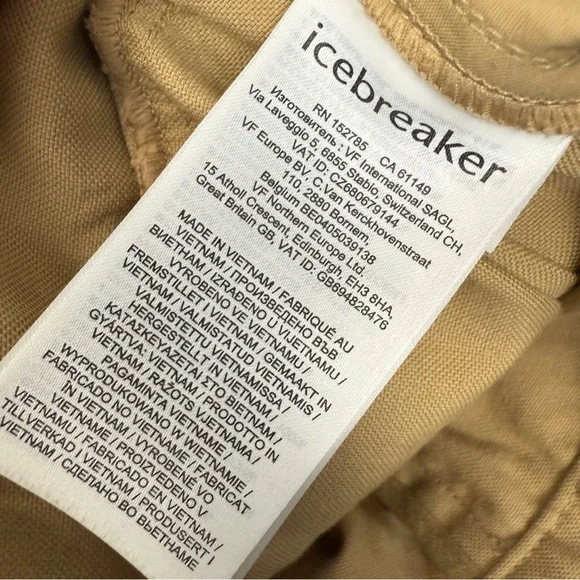 icebreaker
RN 152785 CA 61149
Изготовитель: VF International SAGL,
Via Laveggio 5, 6855 Stabio, Switzerland CH,
VAT ID: CZ680679144
VF Europe BV, C. Van Kerckhovenstraat
110, 2880 Bornem,
Belgium BE0405039138
VF Northern Europe Ltd.
15 Atholl Crescent, Edinburgh, EH3 8HA,
Great Britain GB, VAT ID: GB694828476
MADE IN VIETNAM / FABRIQUÉ AU
VIETNAM / ПРОИЗВЕДЕНО ВЪВ
ВИЕТНАМ / IZRAĐENO U VIJETNAMU /
VYROBENO VE VIETNAMU /
FREMSTILLET I VIETNAM / GEMAAKT IN
VIETNAM / VALMISTATUD VIETNAMIS /
VALMISTETTU VIETNAMISSA /
HERGESTELLT IN VIETNAM /
ΚΑΤΑΣΚΕΥΑΖΕΤΑΙ ΣΤΟ ΒΙΕΤΝΑΜ /
GYÁRTVA: VIETNAM / PRODOTTO IN
VIETNAM / RAŽOTS VJETNAMA /
PAGAMINTA VIETNAME /
WYPRODUKOWANO W WIETNAMIE /
FABRICADO NO VIETNAME / FABRICAT
ÎN VIETNAM / VYROBENÉ VO
VIETNAME / PROIZVEDENO V
VIETNAMU / FABRICADO EN VIETNAM /
TILLVERKAD I VIETNAM / PRODUSERT I
VIETNAM / СДЕЛАНО ВО ВЬЕТНАМЕ